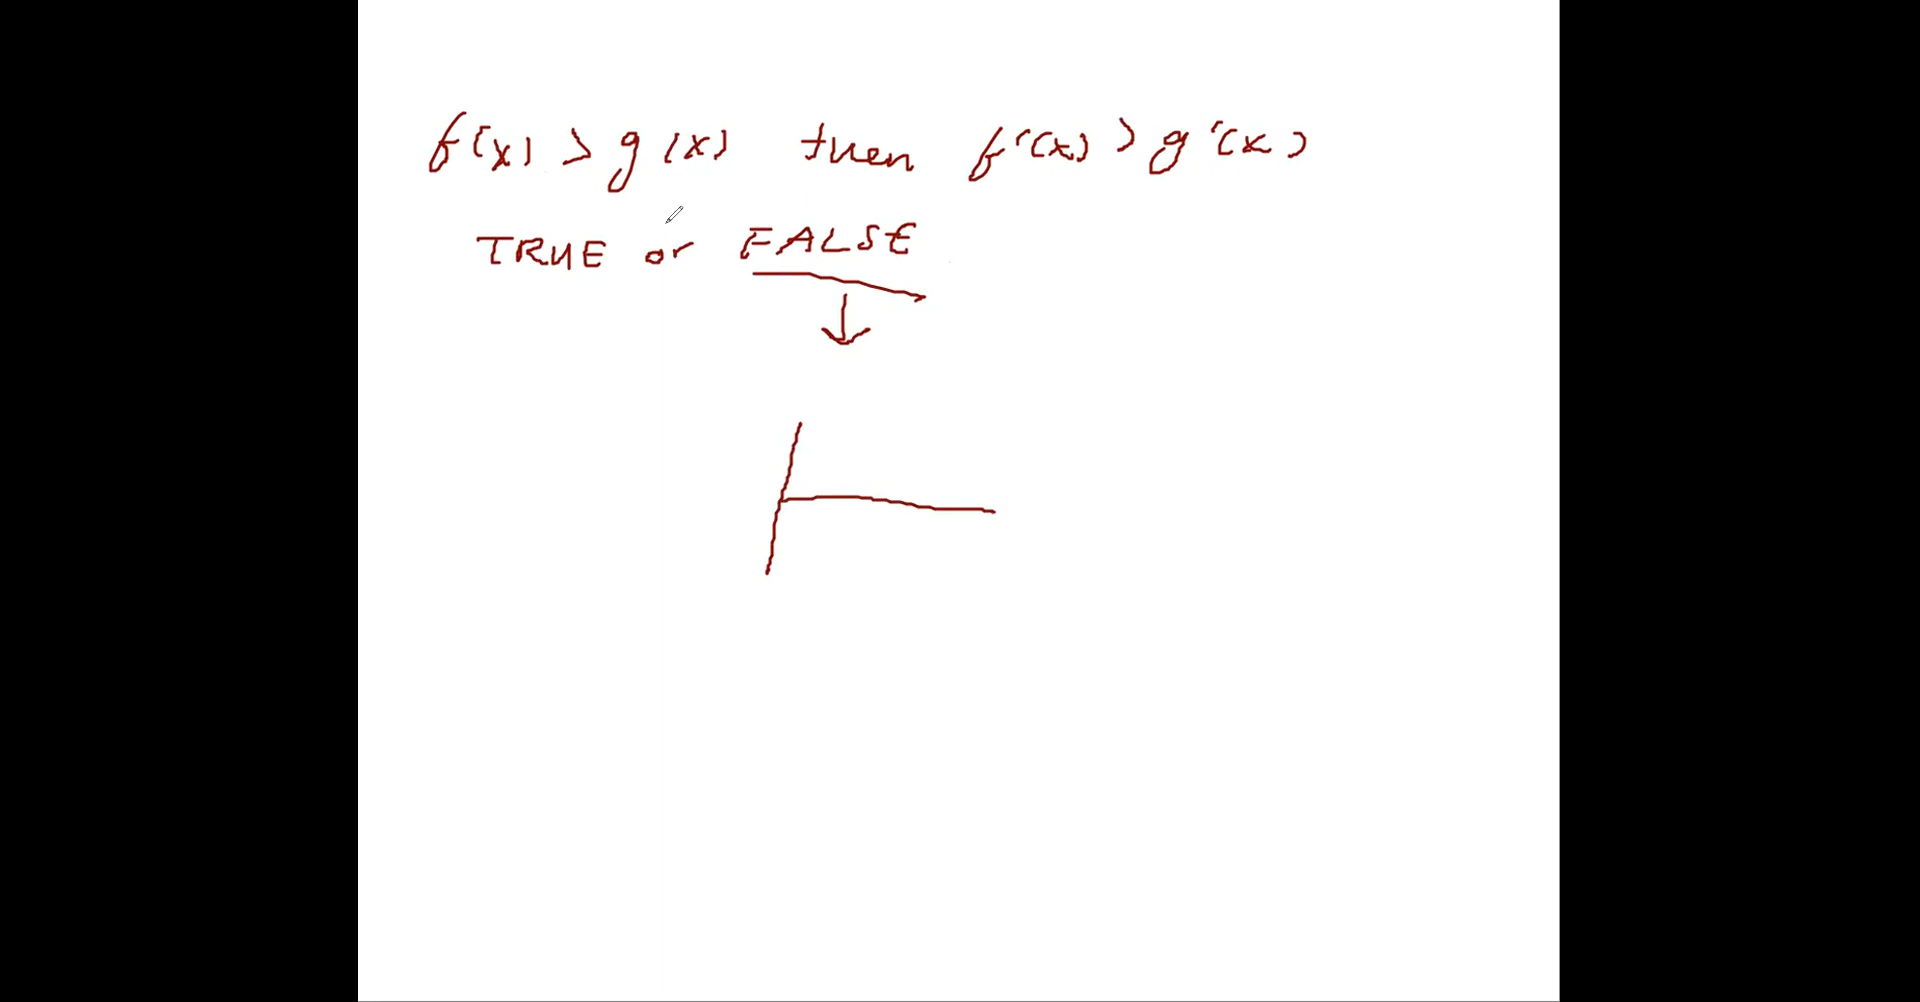 f(x) > g(x) then f'(x) > g'(x)
TRUE or FALSE